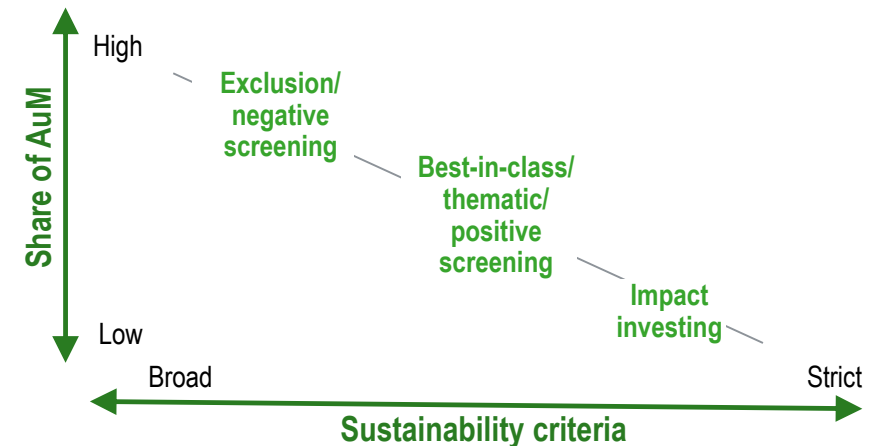 High
Share of AuM
Exclusion/
negative
screening
Best-in-class/
thematic/
positive
screening
Impact
investing
Low
Broad
Strict
Sustainability criteria